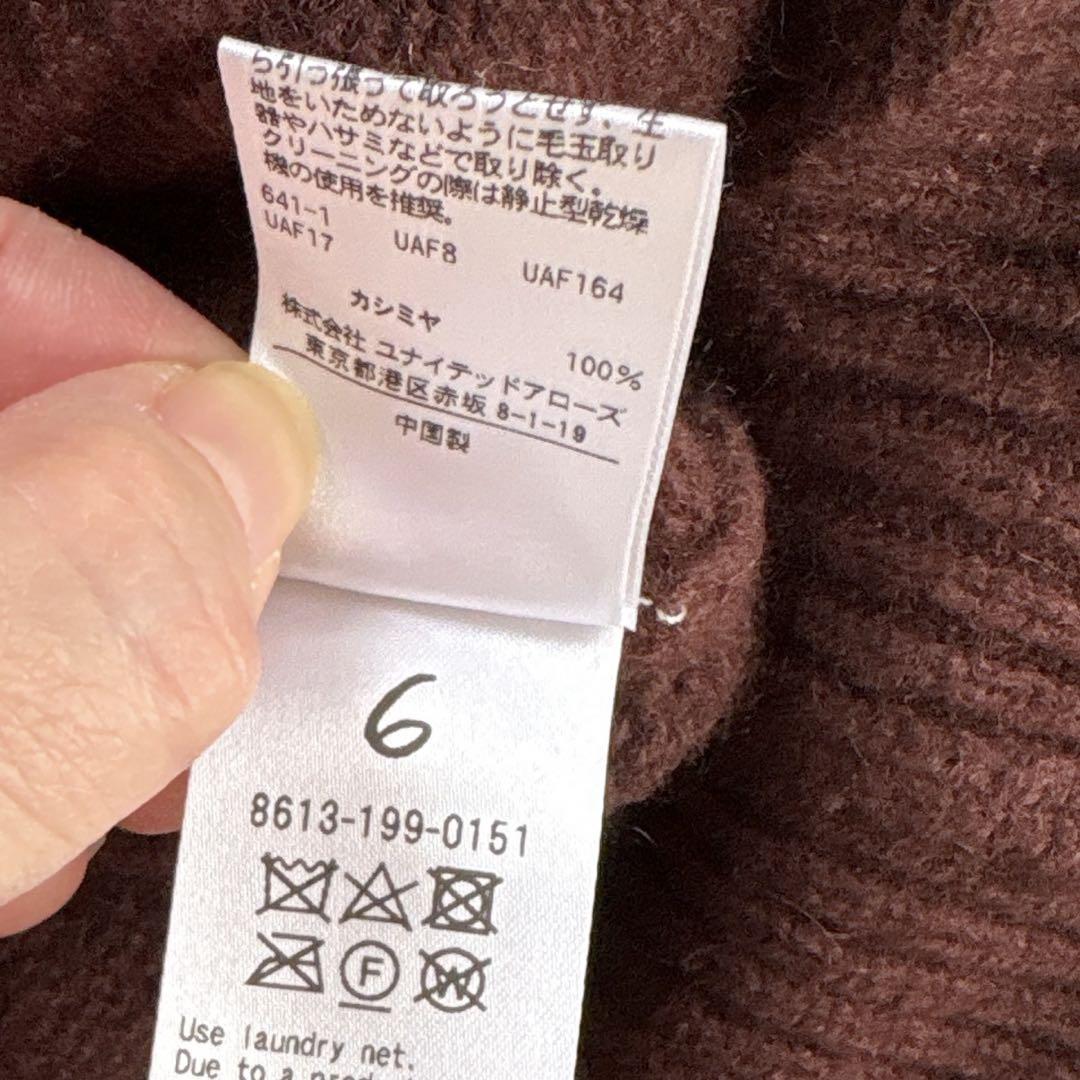 ら引っ張って取ろうとせず、生
地をいためないように毛玉取り
器やハサミなどで取り除く。
クリーニングの際は静止型乾燥
機の使用を推奨。
641-1
UAF17 UAF8 UAF164
カシミヤ 100%
株式会社 ユナイテッドアローズ
東京都港区赤坂 8-1-19
中国製
6
8613-199-0151
F W
Use laundry net.
Due to a